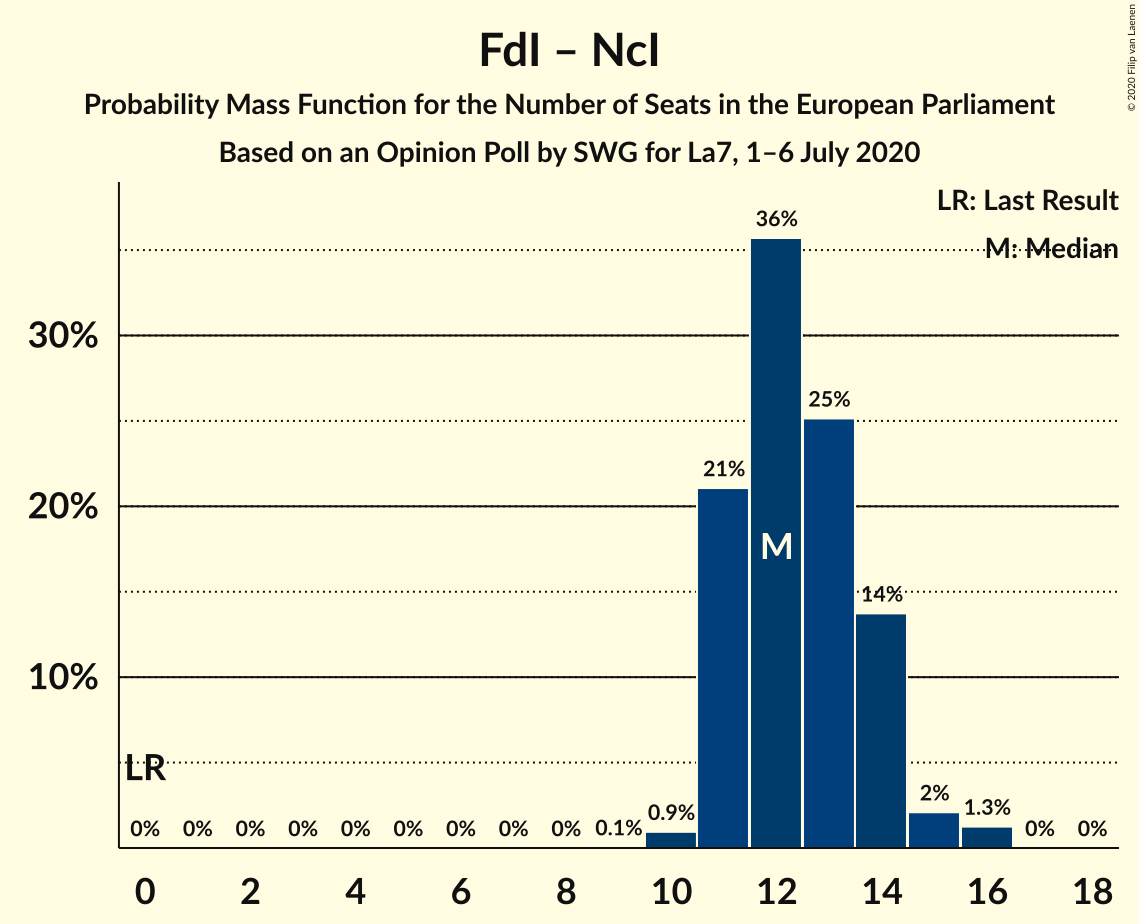 FdI – NcI
Probability Mass Function for the Number of Seats in the European Parliament
Based on an Opinion Poll by SWG for La7, 1–6 July 2020
© 2020 Filip van Laenen
LR: Last Result
M: Median
30%
20%
10%
36%
25%
21%
M
14%
LR
0% 0% 0% 0% 0% 0% 0% 0% 0% 0.1% 0.9% 2% 1.3% 0% 0%
0 2 4 6 8 10 12 14 16 18